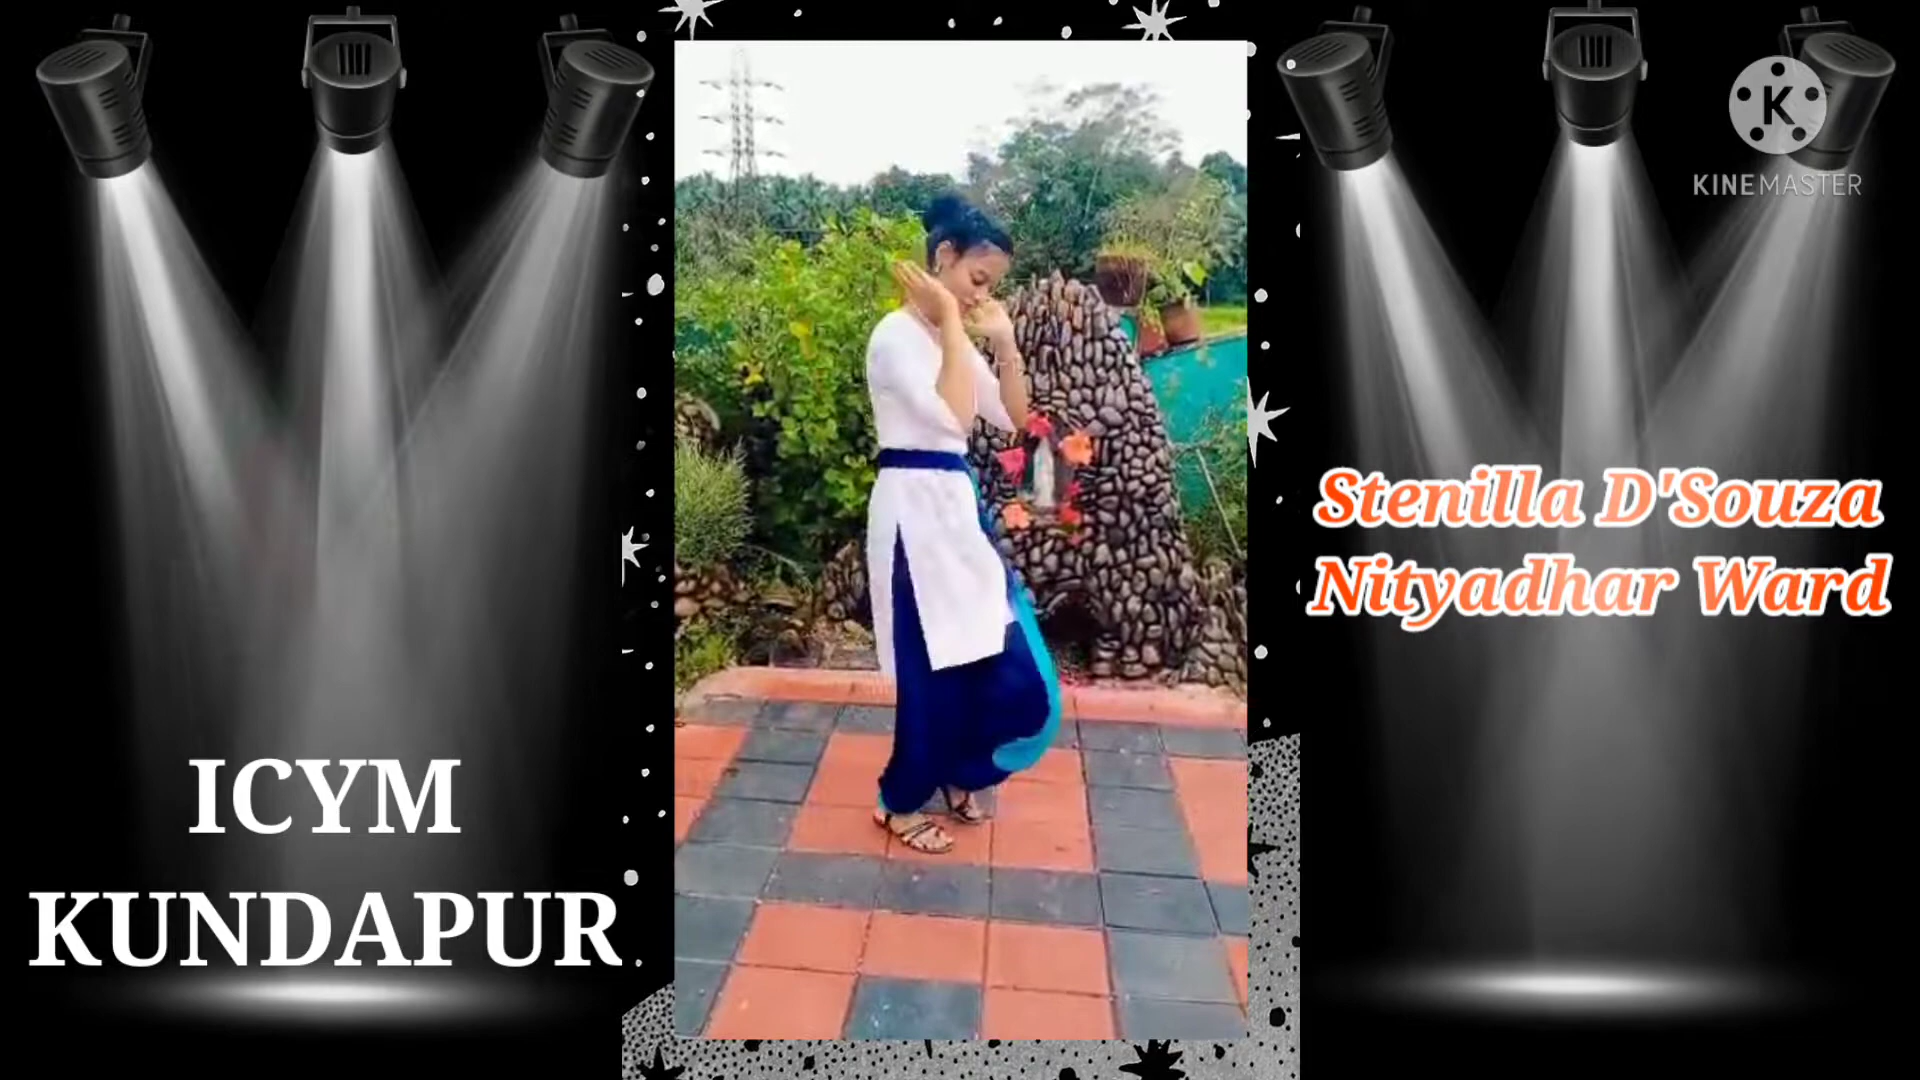 ICYM
KUNDAPUR
K
KINEMASTER
Stenilla D'Souza
Nityadhar Ward